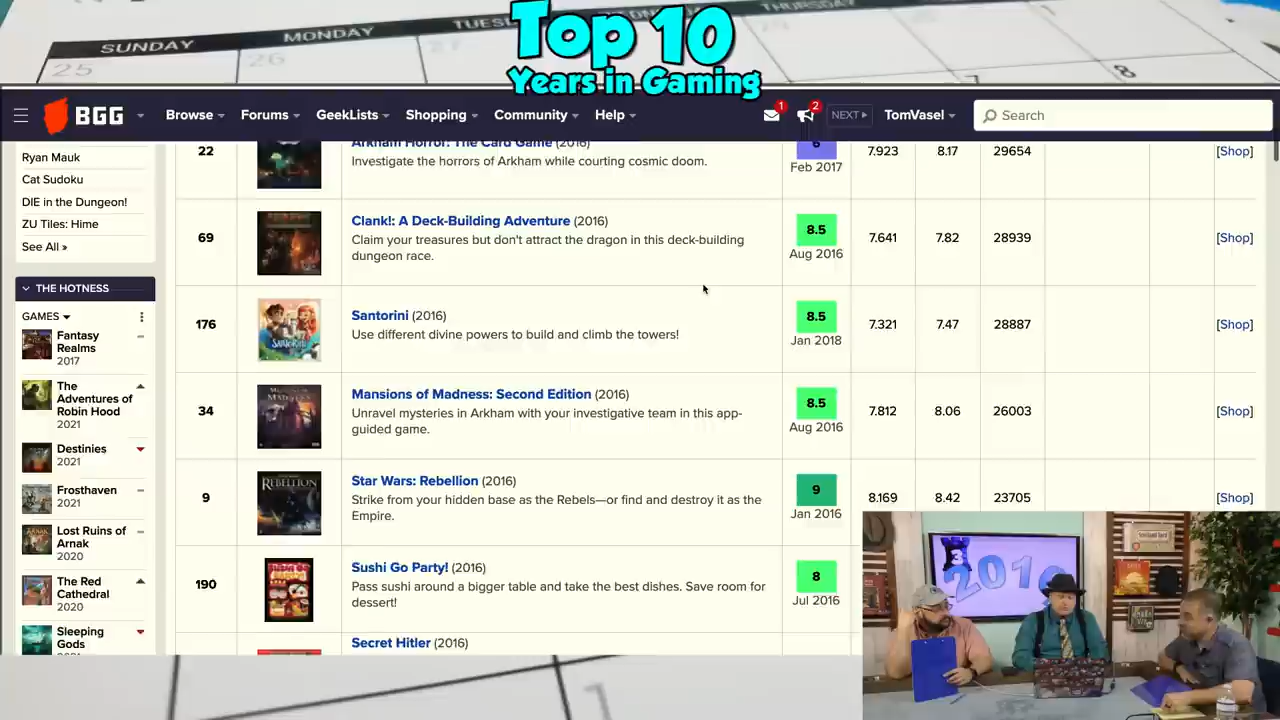 Top 10
Years in Gaming
SUNDAY
MONDAY
25
26
8
BGG
Browse
Forums
GeekLists
Shopping
Community
Help
1
2
NEXT
TomVasel
Search
Ryan Mauk
Cat Sudoku
DIE in the Dungeon!
ZU Tiles: Hime
See All »
THE HOTNESS
GAMES
Fantasy
Realms
2017
The
Adventures of
Robin Hood
2021
Destinies
2021
Frosthaven
2021
Lost Ruins of
Arnak
2020
The Red
Cathedral
2020
Sleeping
Gods
22
Arkham Horror: The Card Game (2016)
Investigate the horrors of Arkham while courting cosmic doom.
Feb 2017
7.923
8.17
29654
[Shop]
69
Clank!: A Deck-Building Adventure (2016)
Claim your treasures but don't attract the dragon in this deck-building
dungeon race.
8.5
Aug 2016
7.641
7.82
28939
[Shop]
176
SANTORINI
Santorini (2016)
Use different divine powers to build and climb the towers!
8.5
Jan 2018
7.321
7.47
28887
[Shop]
34
MADNESS
Mansions of Madness: Second Edition (2016)
Unravel mysteries in Arkham with your investigative team in this app-
guided game.
8.5
Aug 2016
7.812
8.06
26003
[Shop]
9
REBELLION
Star Wars: Rebellion (2016)
Strike from your hidden base as the Rebels—or find and destroy it as the
Empire.
9
Jan 2016
8.169
8.42
23705
[Shop]
190
Sushi Go Party! (2016)
Pass sushi around a bigger table and take the best dishes. Save room for
dessert!
8
Jul 2016
Secret Hitler (2016)
#3
2016